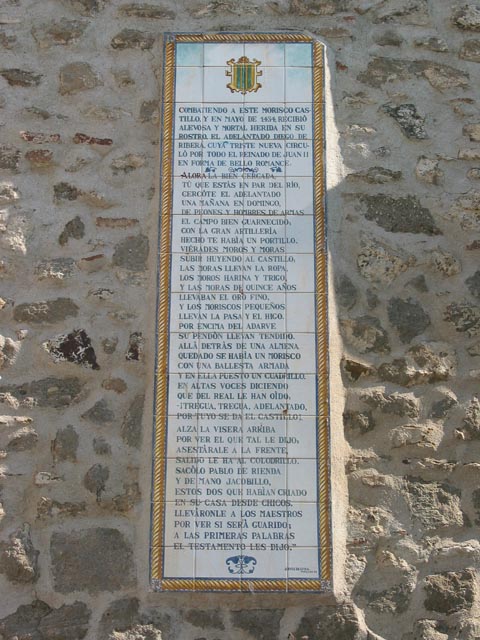 COMBATIENDO A ESTE MORISCO CAS
TILLO, Y EN MAYO DE 1434, RECIBIÓ
ALEVOSA Y MORTAL HERIDA EN SU
ROSTRO, EL ADELANTADO DIEGO DE
RIBERA, CUYA TRISTE NUEVA CIRCU
LÓ POR TODO EL REINADO DE JUAN II
EN FORMA DE BELLO ROMANCE.
ALORA LA BIEN CERCADA,
TÚ QUE ESTÁS EN PAR DEL RÍO,
CERCÓTE EL ADELANTADO
UNA MAÑANA EN DOMINGO,
DE PEONES Y HOMBRES DE ARMAS
EL CAMPO BIEN GUARNECIDO;
CON LA GRAN ARTILLERÍA
HECHO TE HABÍA UN PORTILLO.
VIÉRADES MOROS Y MORAS
SUBIR HUYENDO AL CASTILLO,
LAS MORAS LLEVAN LA ROPA,
LOS MOROS HARINA Y TRIGO,
Y LAS MORAS DE QUINCE AÑOS
LLEVABAN EL ORO FINO,
Y LOS MORICOS PEQUEÑOS
LLEVAN LA PASA Y EL HIGO.
POR ENCIMA DEL ADARVE
SU PENDÓN LLEVAN TENDIDO.
ALLÁ DETRÁS DE UNA ALMENA
QUEDADO SE HABÍA UN MORISCO
CON UNA BALLESTA ARMADA
Y EN ELLA PUESTO UN CUADRILLO.
EN ALTAS VOCES DICIENDO
QUE DEL REAL LE HAN OÍDO:
¡TREGUA, TREGUA, ADELANTADO,
POR TUYO SE DA EL CASTILLO!
ALZA LA VISERA ARRIBA
POR VER EL QUE TAL LE DIJO;
ASESTÁRALE A LA FRENTE,
SALIDO LE HA AL COLODRILLO.
SACÓLO PABLO DE RIENDA
Y DE MANO JACOBILLO,
ESTOS DOS QUE HABÍAN CRIADO
EN SU CASA DESDE CHICOS.
LLEVÁRONLE A LOS MAESTROS
POR VER SI SERÁ GUARIDO;
A LAS PRIMERAS PALABRAS
EL TESTAMENTO LES DIJO.